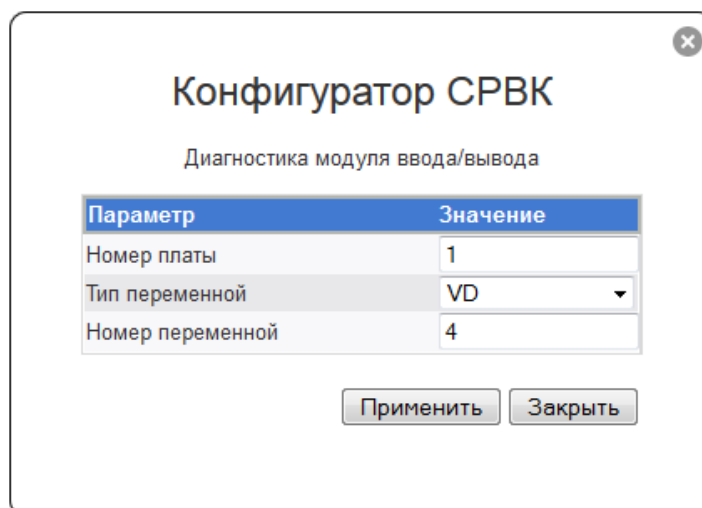 Конфигуратор СРВК
Диагностика модуля ввода/вывода
Параметр Значение
Номер платы 1
Тип переменной VD
Номер переменной 4
Применить Закрыть